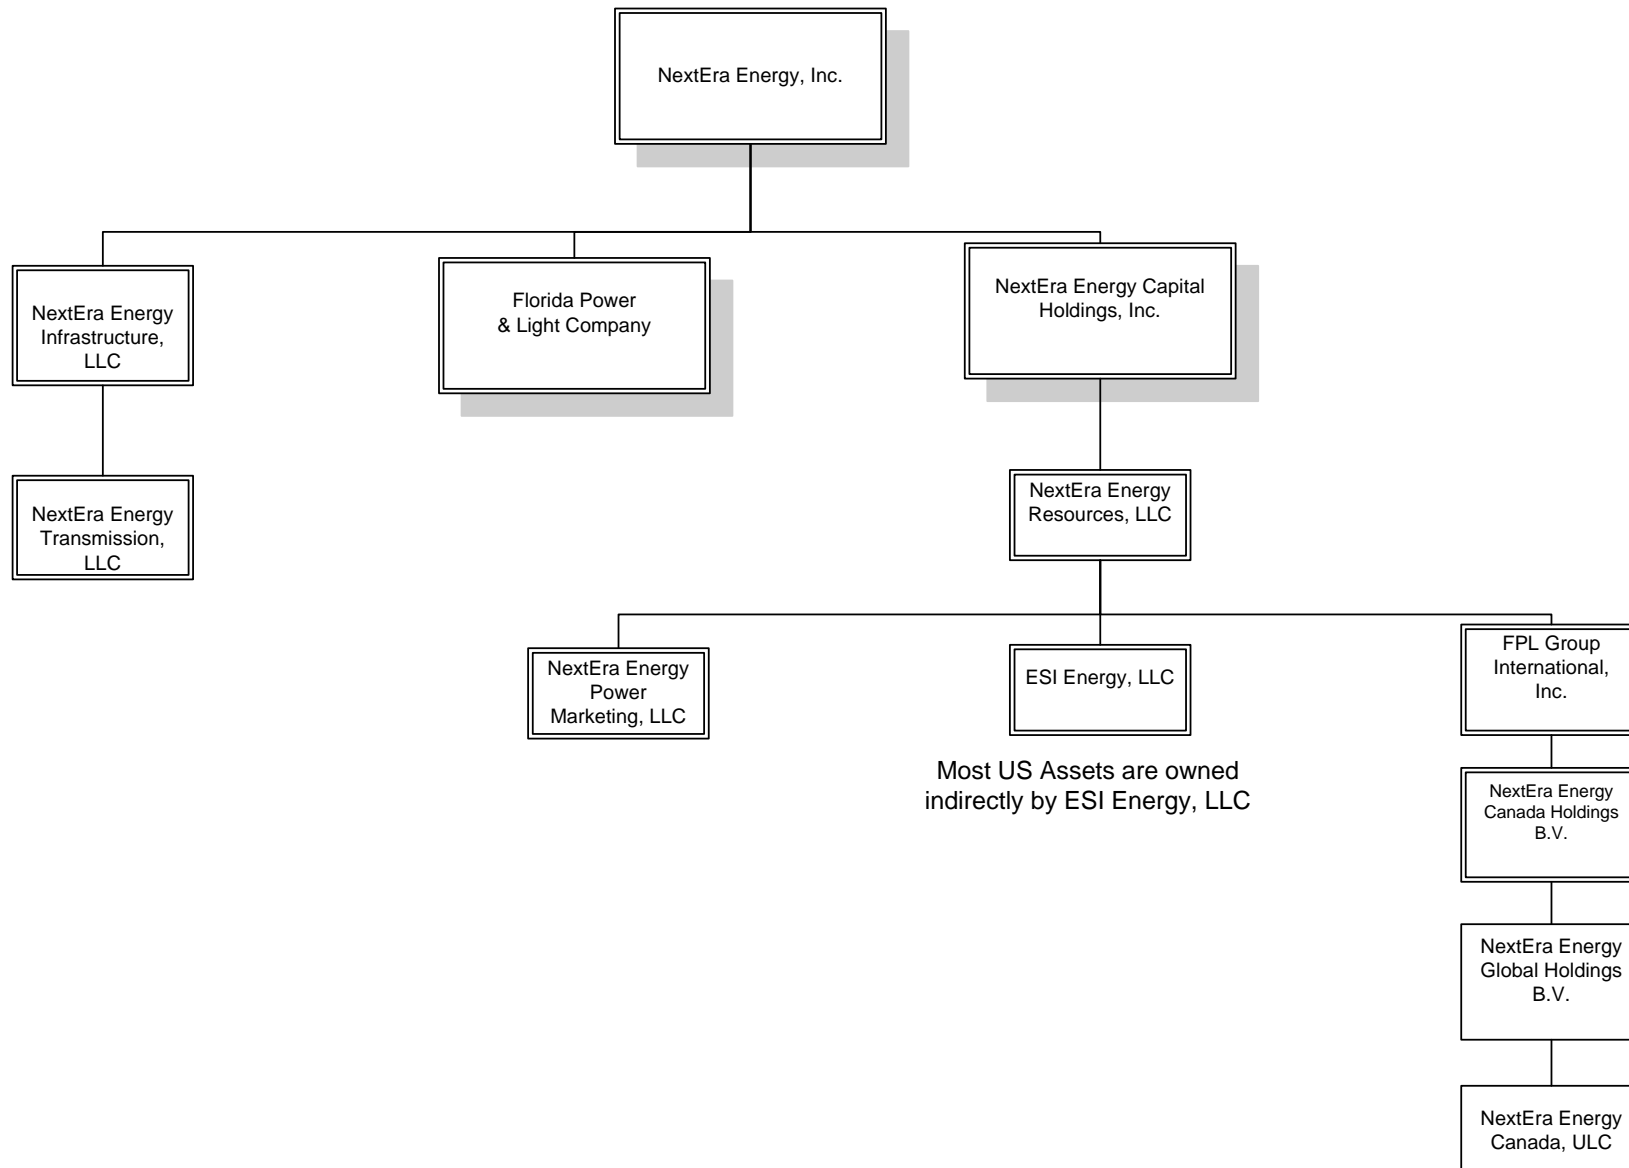 NextEra Energy, Inc.
NextEra Energy
Infrastructure,
LLC
Florida Power
& Light Company
NextEra Energy Capital
Holdings, Inc.
NextEra Energy
Transmission,
LLC
NextEra Energy
Resources, LLC
NextEra Energy
Power
Marketing, LLC
ESI Energy, LLC
FPL Group
International,
Inc.
Most US Assets are owned
indirectly by ESI Energy, LLC
NextEra Energy
Canada Holdings
B.V.
NextEra Energy
Global Holdings
B.V.
NextEra Energy
Canada, ULC